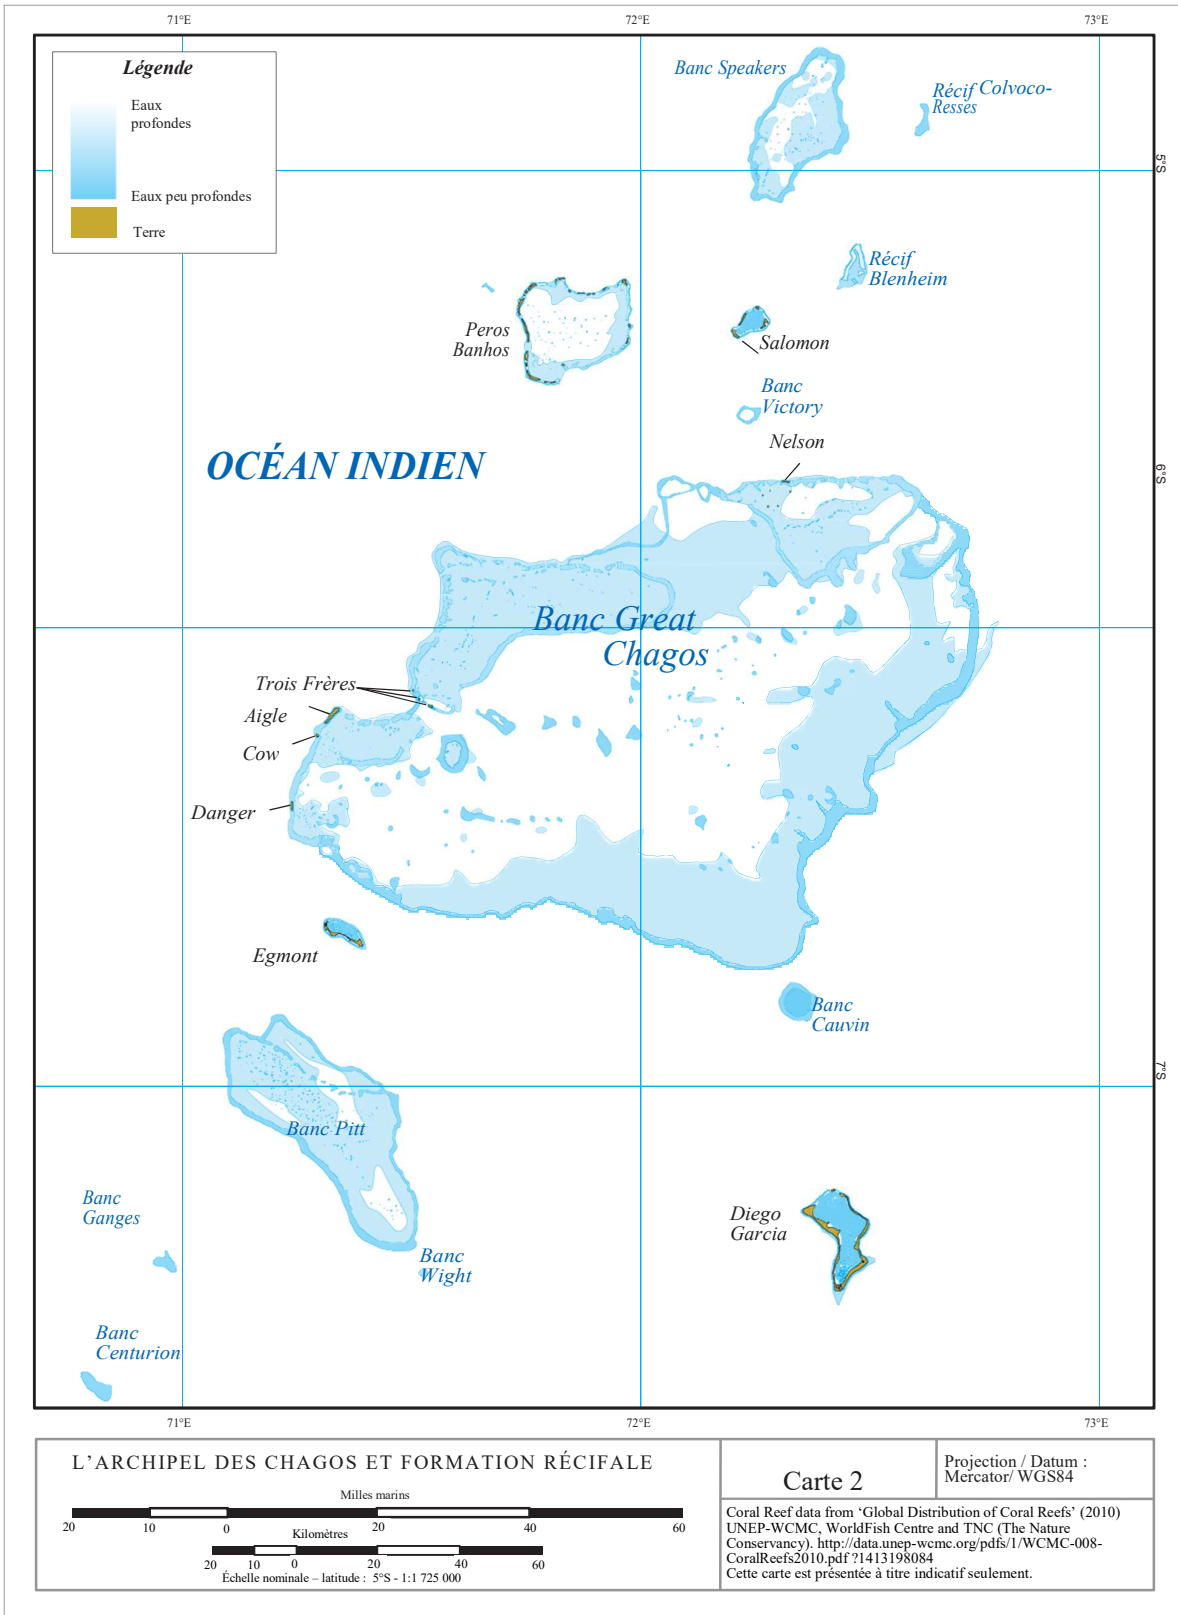 71°E
72°E
73°E
Légende
Eaux
profondes
Eaux peu profondes
Terre
Banc Speakers
Récif Colvoco-
Resses
5°S
Récif
Blenheim
Peros
Banhos
Salomon
Banc
Victory
Nelson
OCÉAN INDIEN
6°S
Banc Great
Chagos
Trois Frères
Aigle
Cow
Danger
Egmont
Banc
Cauvin
7°S
Banc Pitt
Banc
Ganges
Diego
Garcia
Banc
Wight
Banc
Centurion
71°E
72°E
73°E
L'ARCHIPEL DES CHAGOS ET FORMATION RÉCIFALE
Milles marins
20 10 0 20 40 60
Kilomètres
20 10 0 20 40 60
Échelle nominale – latitude : 5°S - 1:1 725 000
Carte 2
Projection / Datum :
Mercator/ WGS84
Coral Reef data from ‘Global Distribution of Coral Reefs’ (2010)
UNEP-WCMC, WorldFish Centre and TNC (The Nature
Conservancy). http://data.unep-wcmc.org/pdfs/1/WCMC-008-
CoralReefs2010.pdf ?1413198084
Cette carte est présentée à titre indicatif seulement.